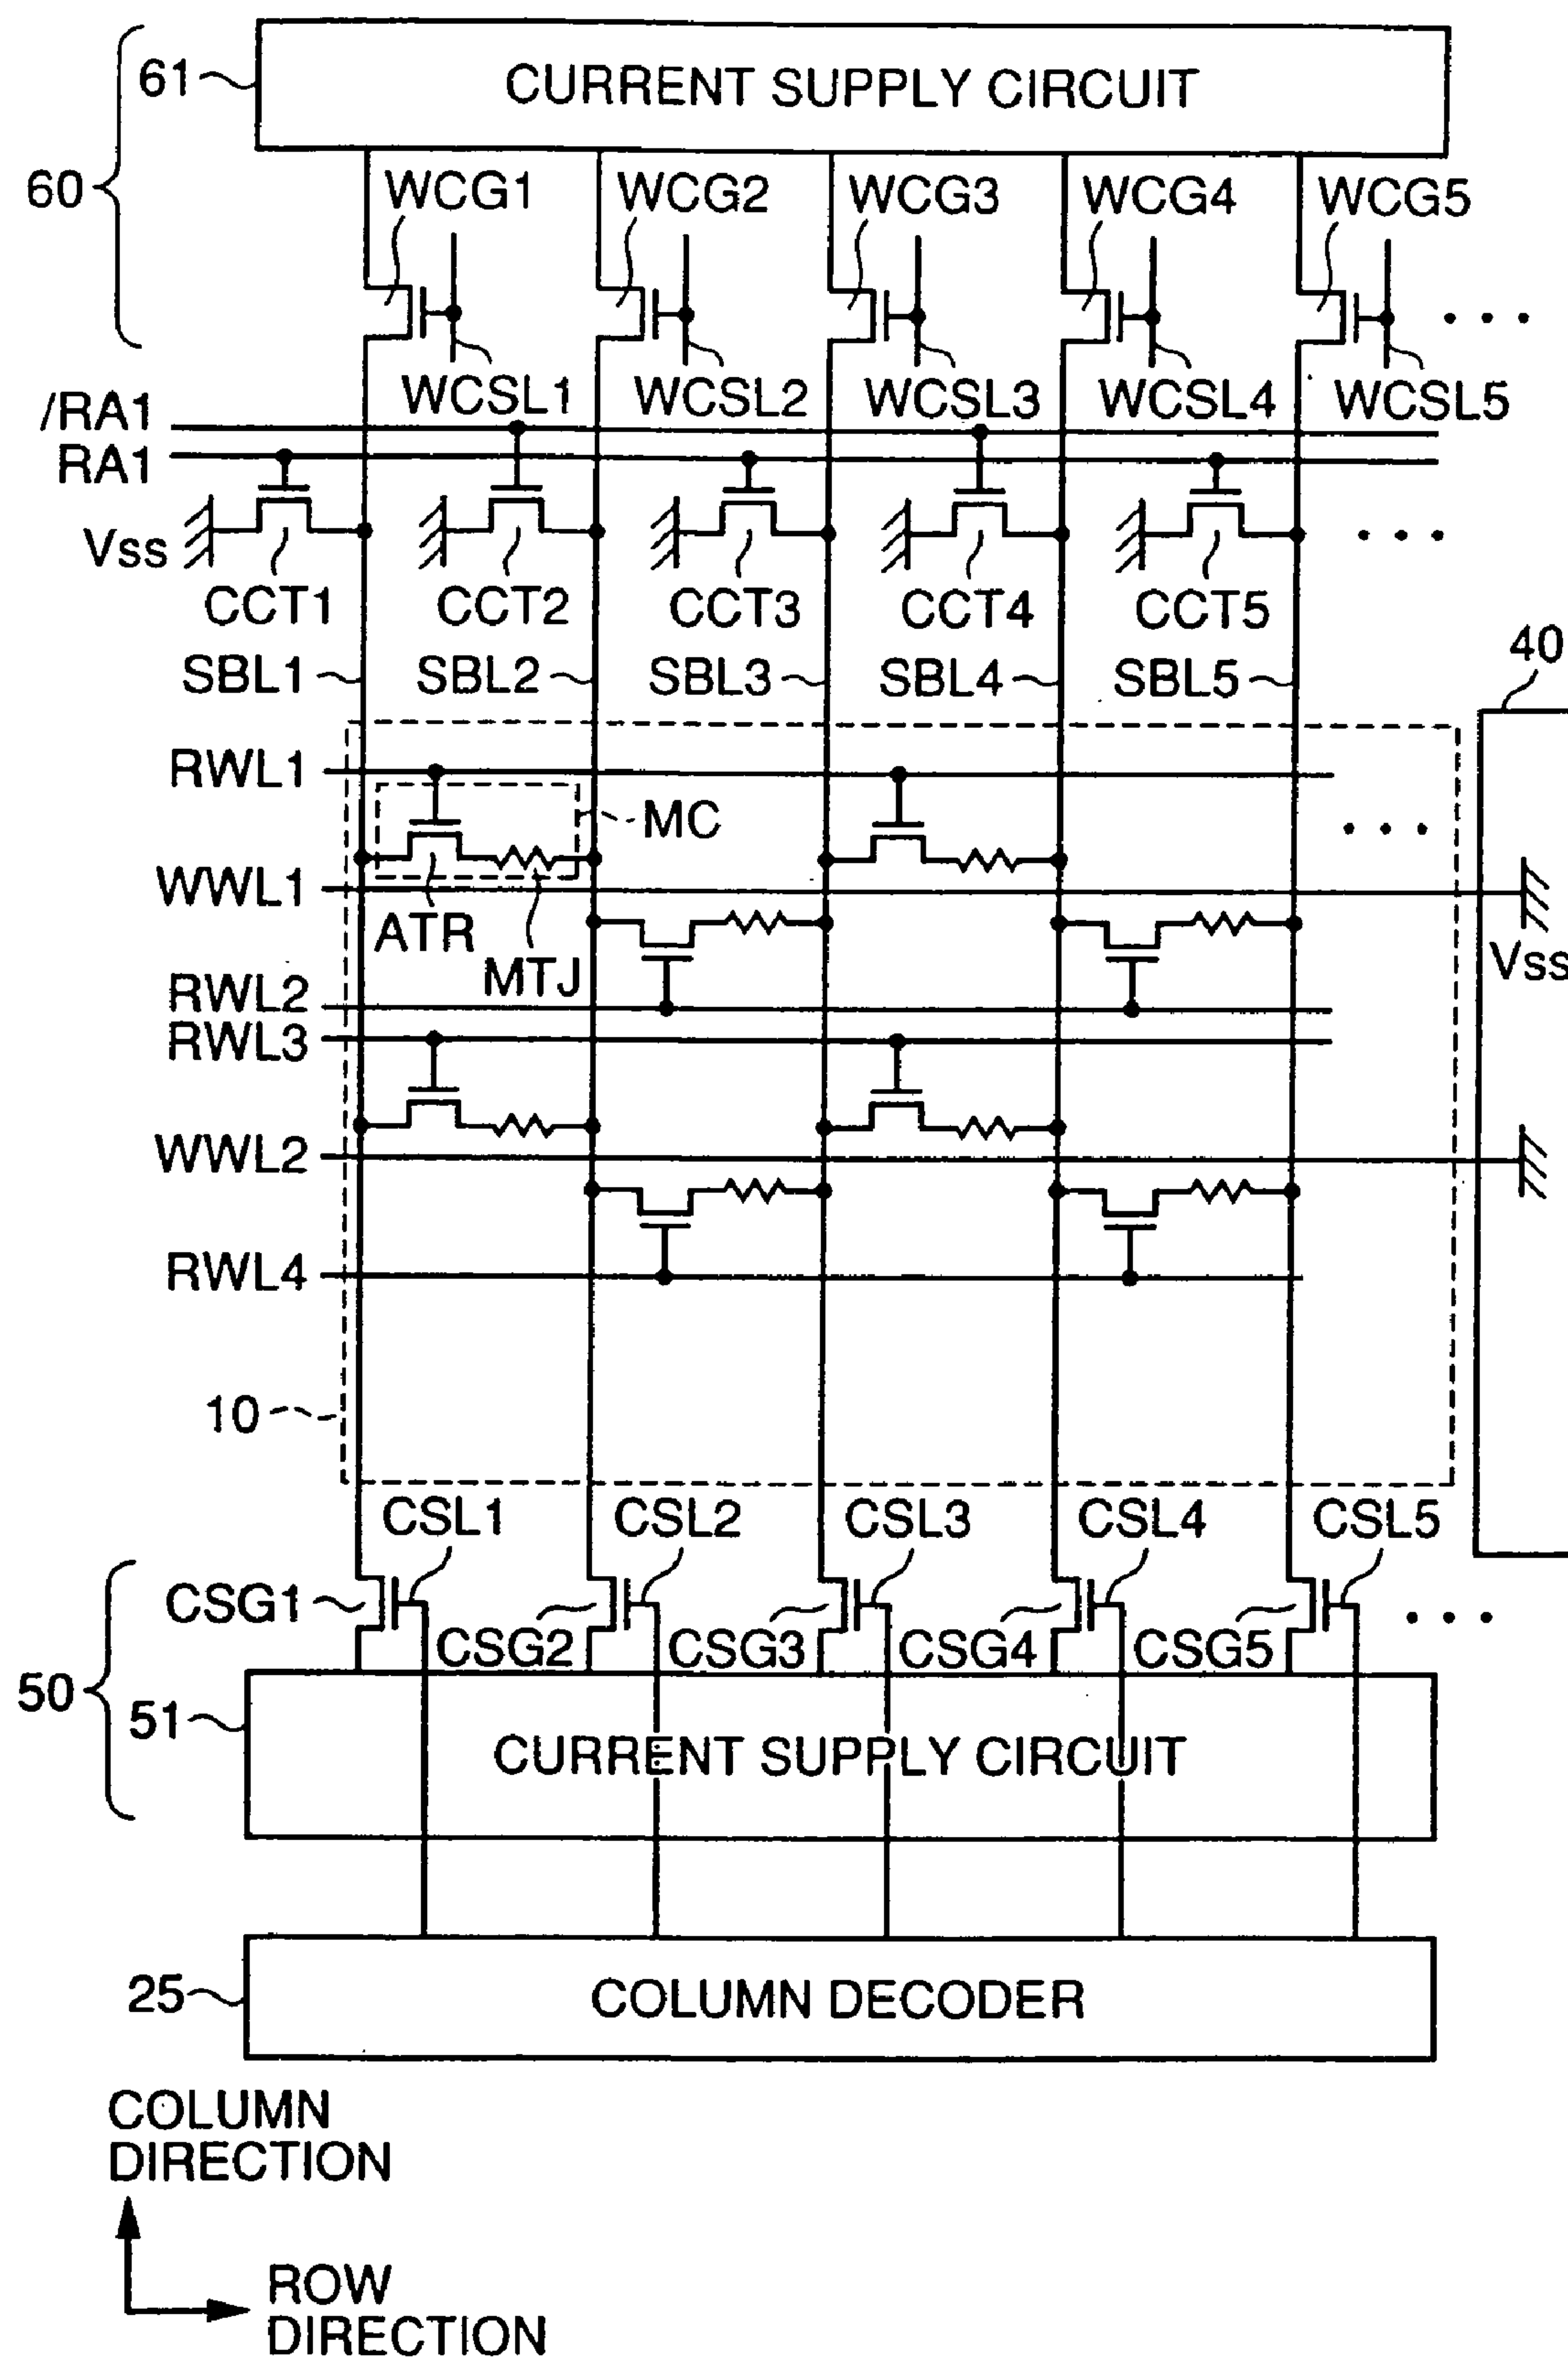 61
CURRENT SUPPLY CIRCUIT
60
WCG1 WCG2 WCG3 WCG4 WCG5
. . .
WCSL1 WCSL2 WCSL3 WCSL4 WCSL5
/RA1
RA1
Vss
. . .
CCT1 CCT2 CCT3 CCT4 CCT5
SBL1 SBL2 SBL3 SBL4 SBL5
40
RWL1
MC
. . .
WWL1
ATR
MTJ
Vss
RWL2
RWL3
WWL2
RWL4
10
CSL1 CSL2 CSL3 CSL4 CSL5
CSG1 CSG2 CSG3 CSG4 CSG5
. . .
50
51
CURRENT SUPPLY CIRCUIT
25
COLUMN DECODER
COLUMN
DIRECTION
ROW
DIRECTION